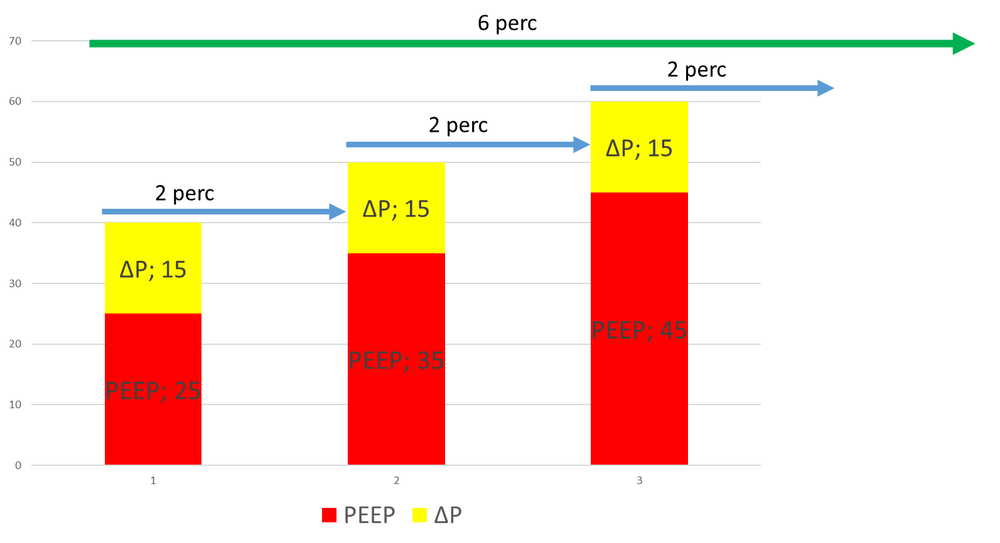 6 perc
70
2 perc
60
2 perc
ΔP; 15
50
2 perc
ΔP; 15
40
ΔP; 15
30
PEEP; 45
20
PEEP; 35
PEEP; 25
10
0
1 2 3
PEEP ΔP